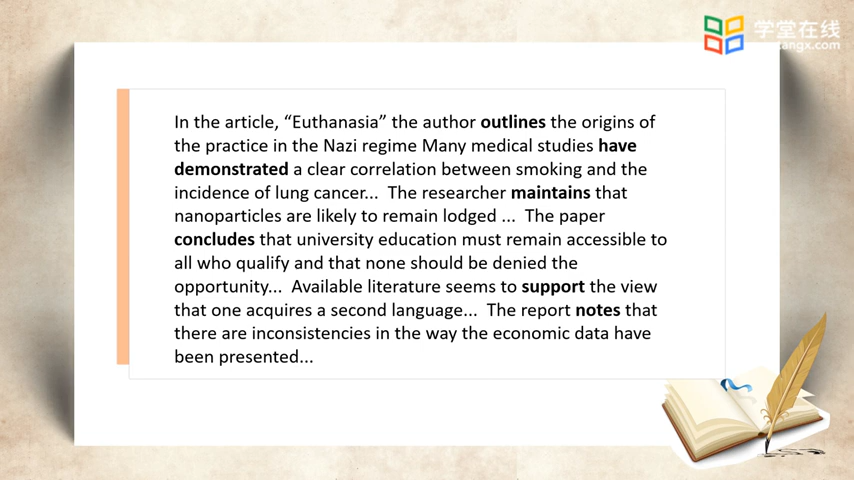 学堂在线
In the article, “Euthanasia” the author outlines the origins of
the practice in the Nazi regime Many medical studies have
demonstrated a clear correlation between smoking and the
incidence of lung cancer... The researcher maintains that
nanoparticles are likely to remain lodged ... The paper
concludes that university education must remain accessible to
all who qualify and that none should be denied the
opportunity... Available literature seems to support the view
that one acquires a second language... The report notes that
there are inconsistencies in the way the economic data have
been presented...